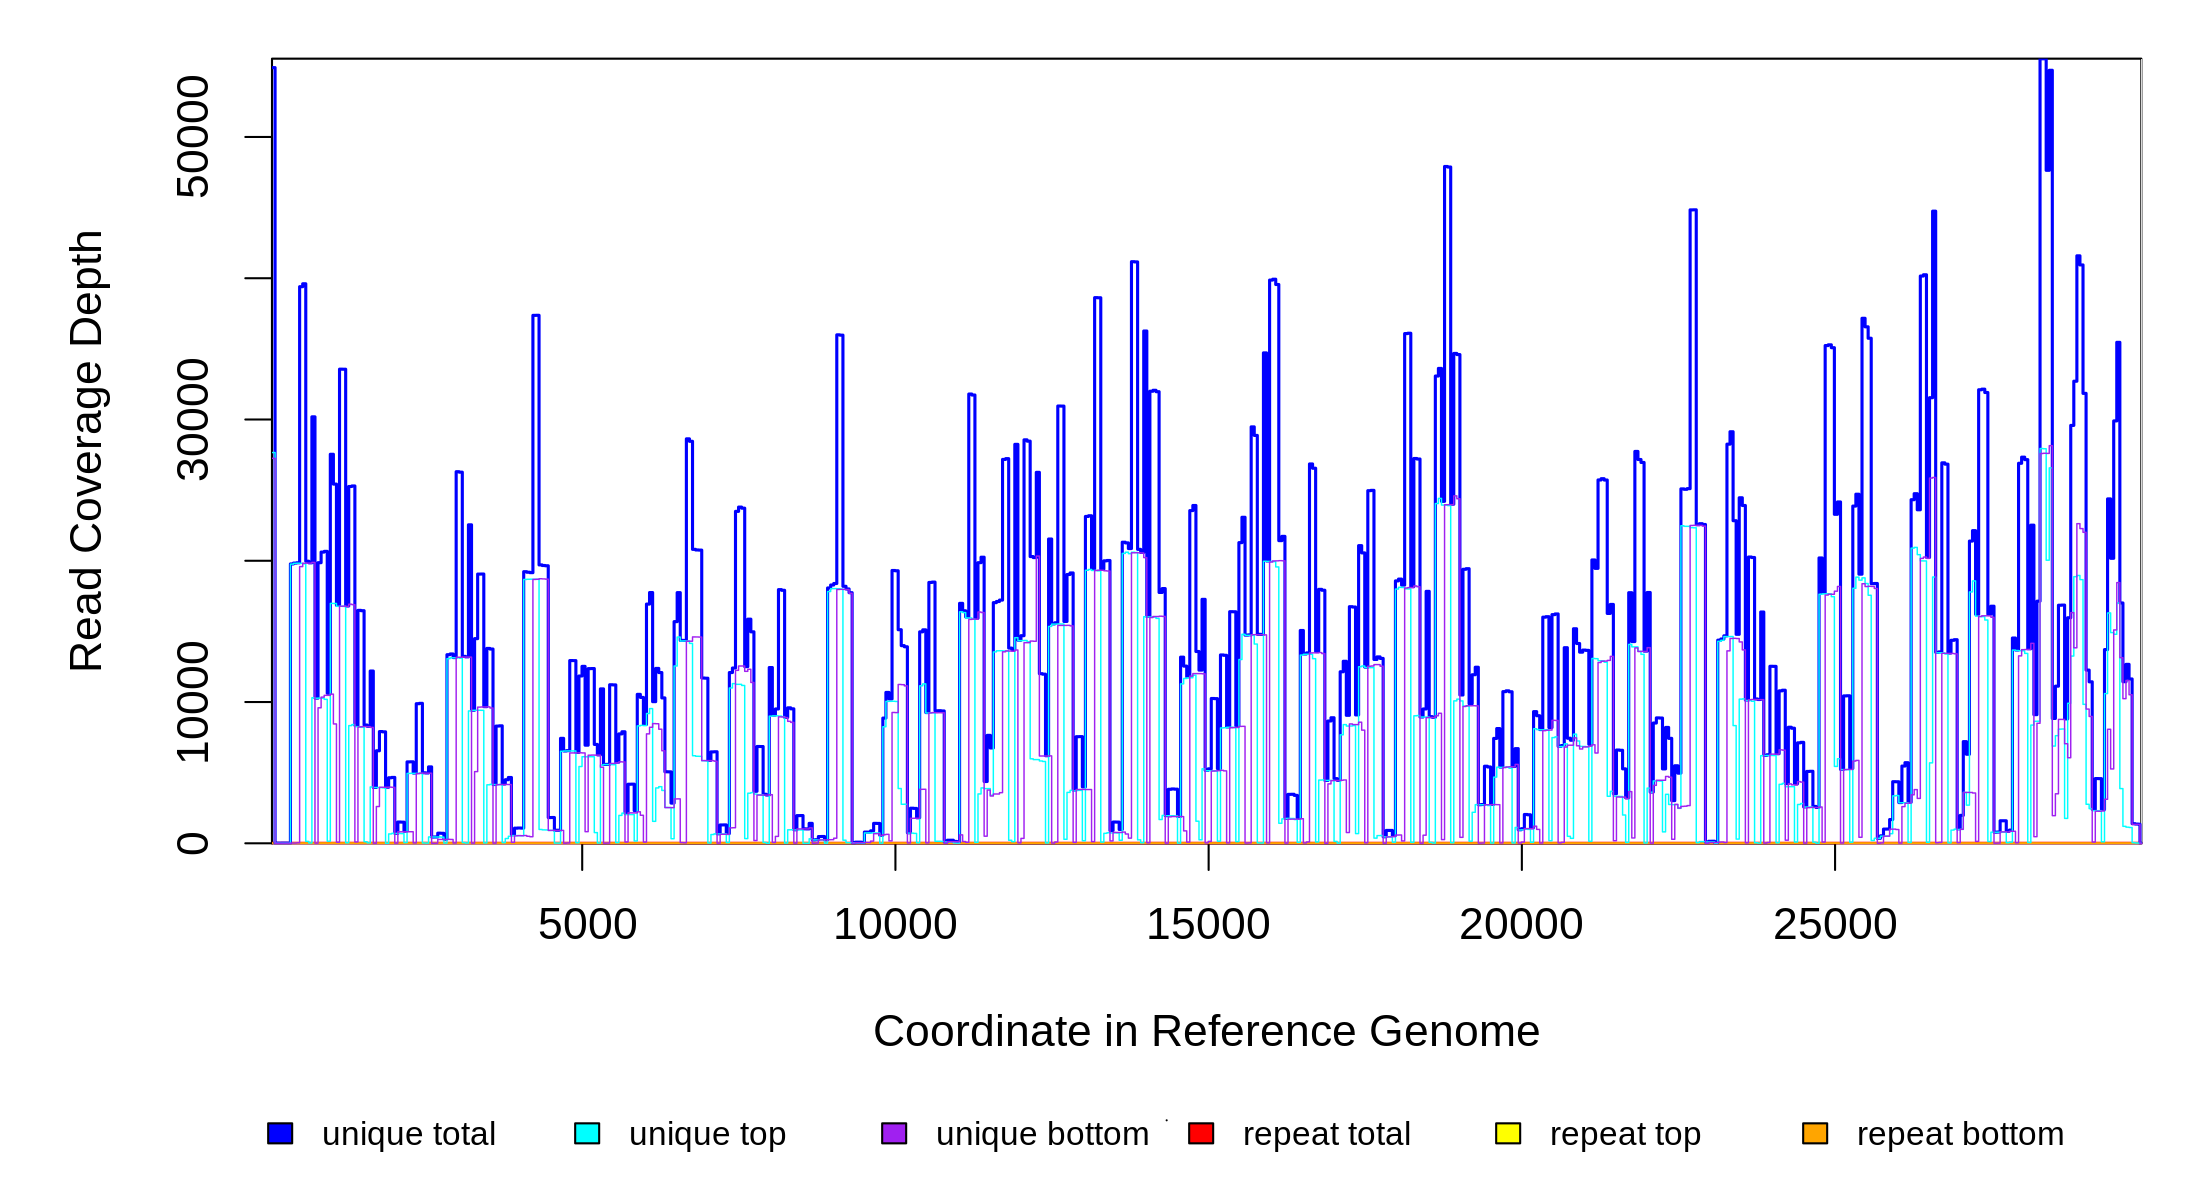 Read Coverage Depth
50000
30000
10000
0
5000 10000 15000 20000 25000
Coordinate in Reference Genome
unique total unique top unique bottom repeat total repeat top repeat bottom